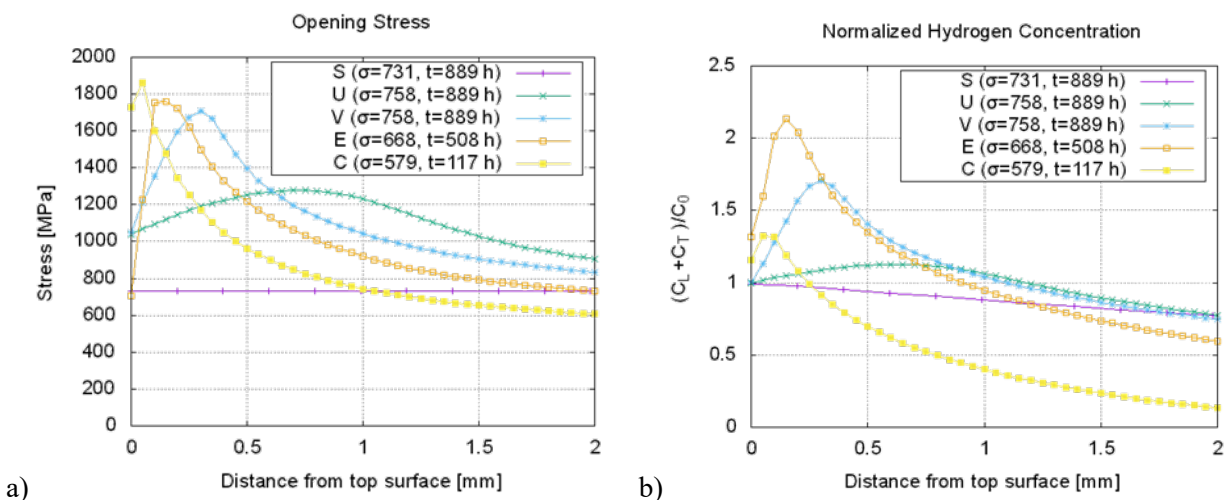 Opening Stress
2000
1800
1600
1400
1200
1000
800
600
400
200
0
Stress [MPa]
S (σ=731, t=889 h)
U (σ=758, t=889 h)
V (σ=758, t=889 h)
E (σ=668, t=508 h)
C (σ=579, t=117 h)
0 0.5 1 1.5 2
Distance from top surface [mm]
a)
Normalized Hydrogen Concentration
2.5
2
1.5
1
0.5
0
(C_L +C_T )/C_0
S (σ=731, t=889 h)
U (σ=758, t=889 h)
V (σ=758, t=889 h)
E (σ=668, t=508 h)
C (σ=579, t=117 h)
0 0.5 1 1.5 2
Distance from top surface [mm]
b)